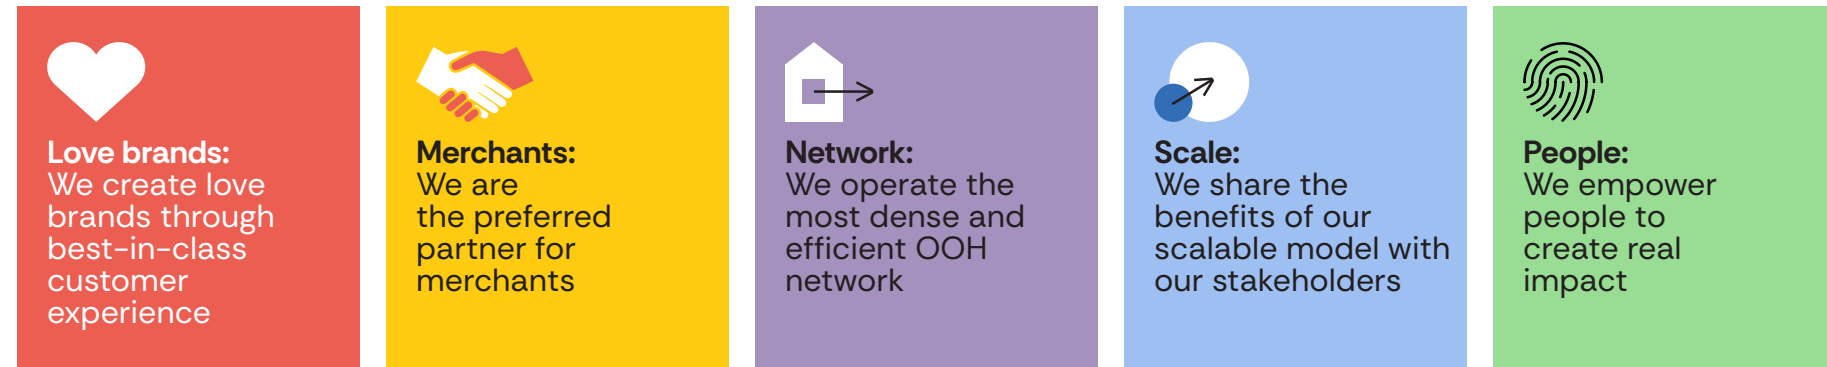 Love brands:
We create love
brands through
best-in-class
customer
experience
Merchants:
We are
the preferred
partner for
merchants
Network:
We operate the
most dense and
efficient OOH
network
Scale:
We share the
benefits of our
scalable model with
our stakeholders
People:
We empower
people to
create real
impact